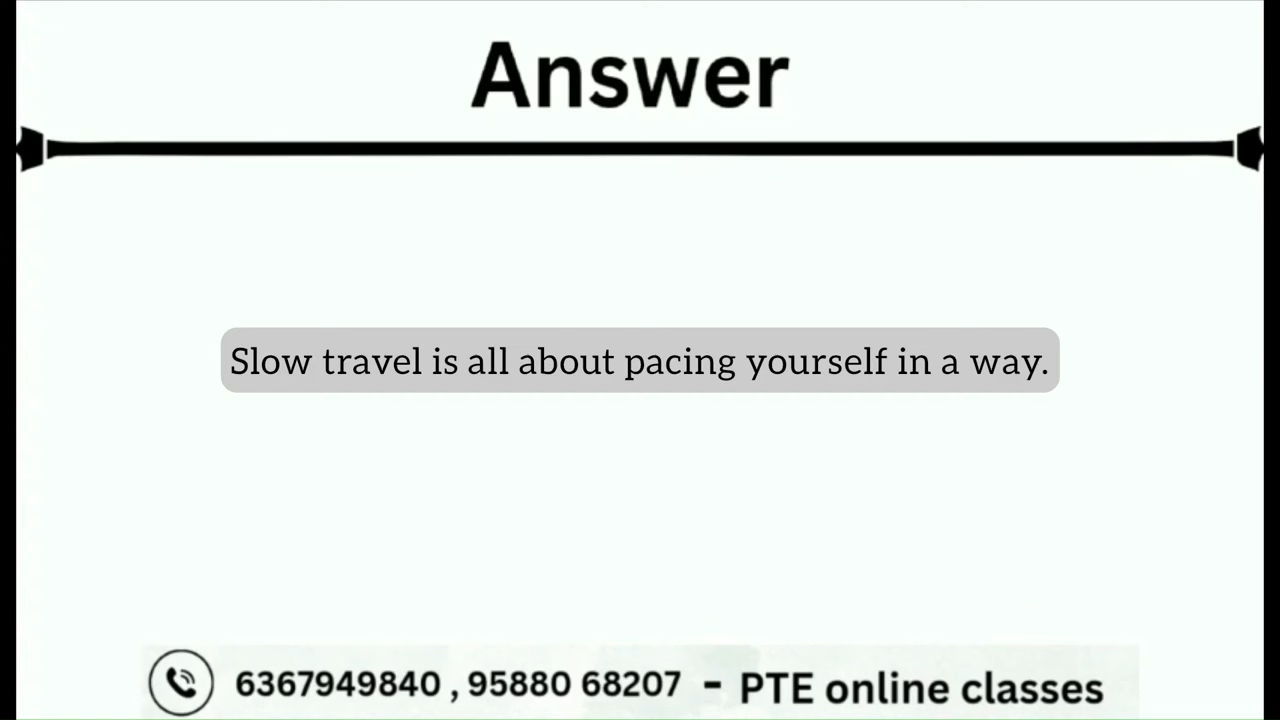 Answer
Slow travel is all about pacing yourself in a way.
6367949840 , 95880 68207 - PTE online classes